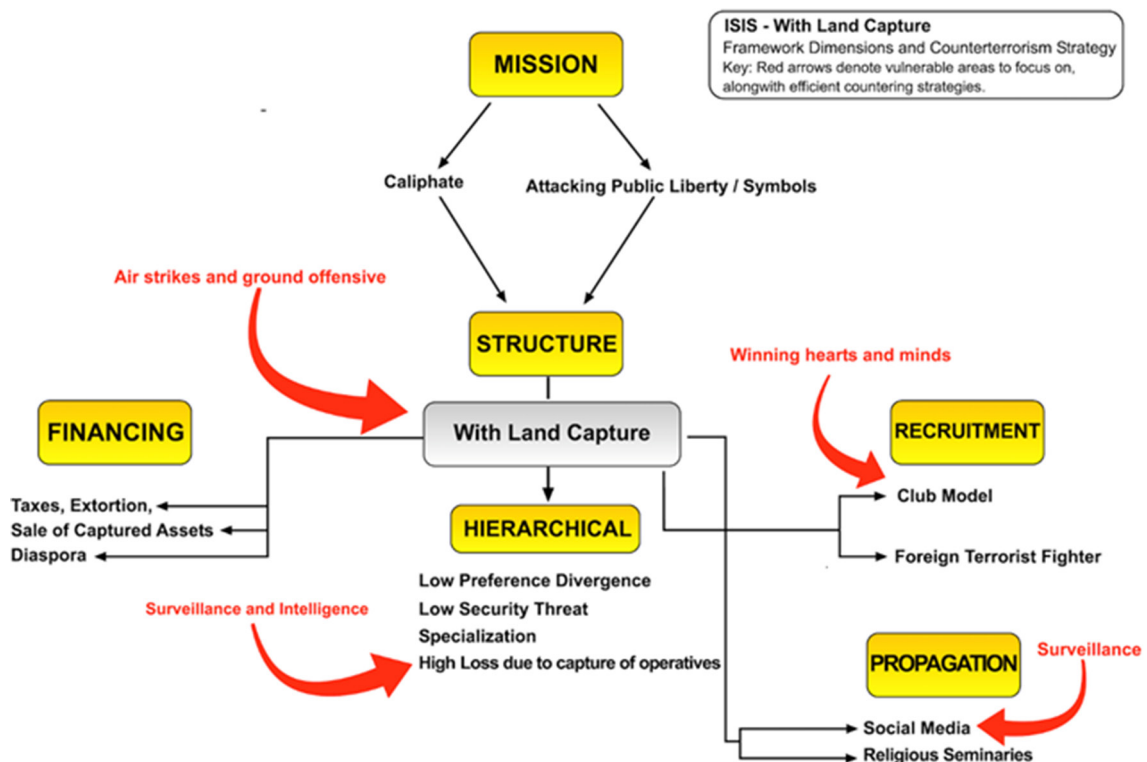 ISIS - With Land Capture
Framework Dimensions and Counterterrorism Strategy
Key: Red arrows denote vulnerable areas to focus on,
alongwith efficient countering strategies.
MISSION
Caliphate
Attacking Public Liberty / Symbols
Air strikes and ground offensive
STRUCTURE
Winning hearts and minds
FINANCING
With Land Capture
RECRUITMENT
Taxes, Extortion,
Sale of Captured Assets
Diaspora
HIERARCHICAL
Club Model
Foreign Terrorist Fighter
Low Preference Divergence
Low Security Threat
Specialization
High Loss due to capture of operatives
Surveillance and Intelligence
PROPAGATION
Surveillance
Social Media
Religious Seminaries